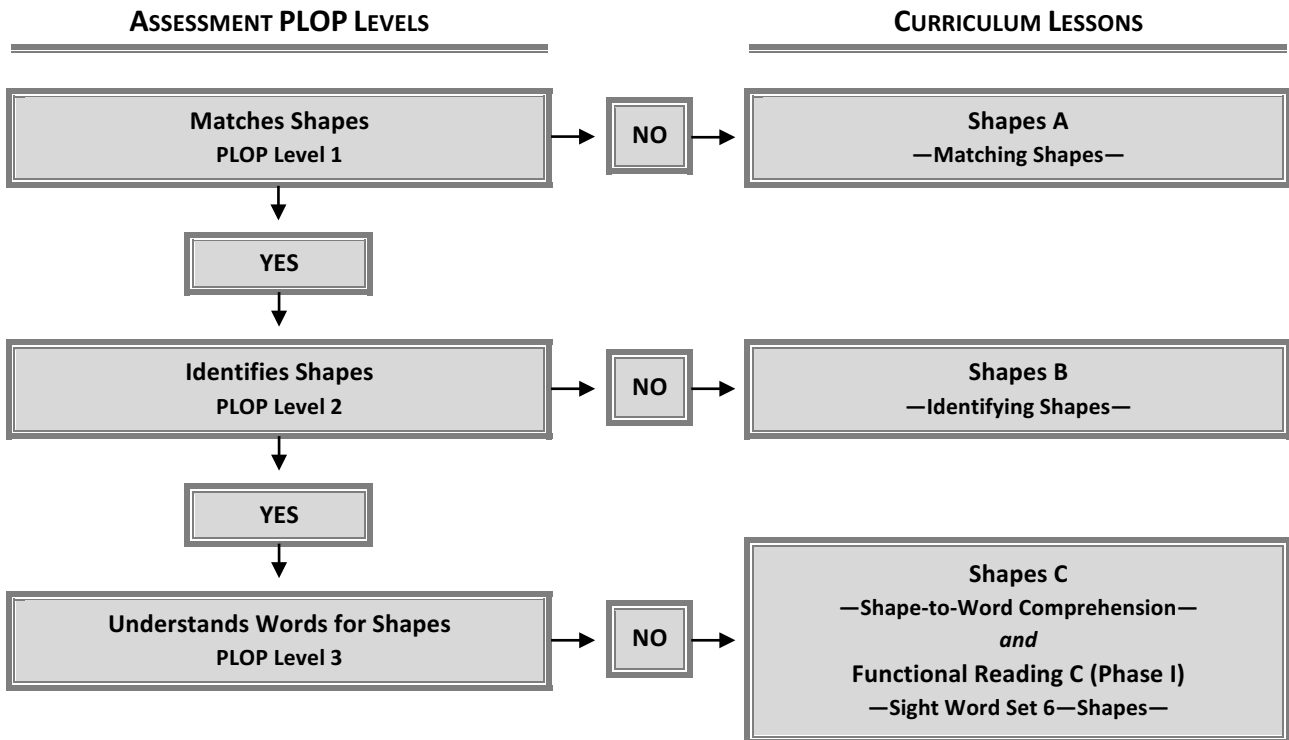 ASSESSMENT PLOP LEVELS
CURRICULUM LESSONS
Matches Shapes
PLOP Level 1
NO
Shapes A
—Matching Shapes—
YES
Identifies Shapes
PLOP Level 2
NO
Shapes B
—Identifying Shapes—
YES
Understands Words for Shapes
PLOP Level 3
NO
Shapes C
—Shape-to-Word Comprehension—
and
Functional Reading C (Phase I)
—Sight Word Set 6—Shapes—